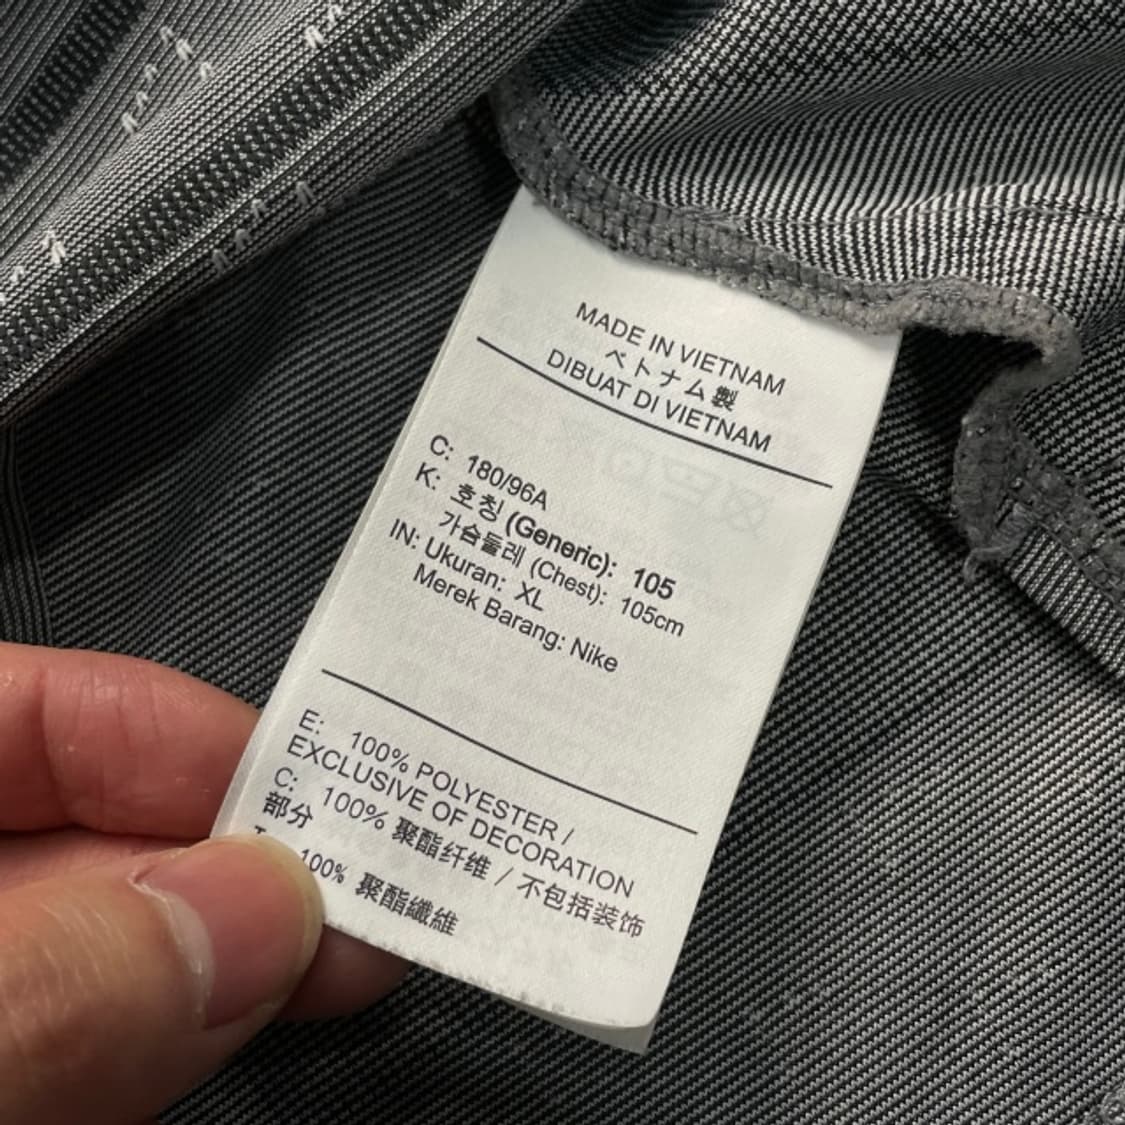 MADE IN VIETNAM
ベトナム製
DIBUAT DI VIETNAM
C: 180/96A
K: 호칭 (Generic): 105
가슴둘레 (Chest): 105cm
IN: Ukuran: XL
Merek Barang: Nike
E: 100% POLYESTER /
EXCLUSIVE OF DECORATION
C: 100% 聚酯纤维 / 不包括装饰
部分
100% 聚酯纖維